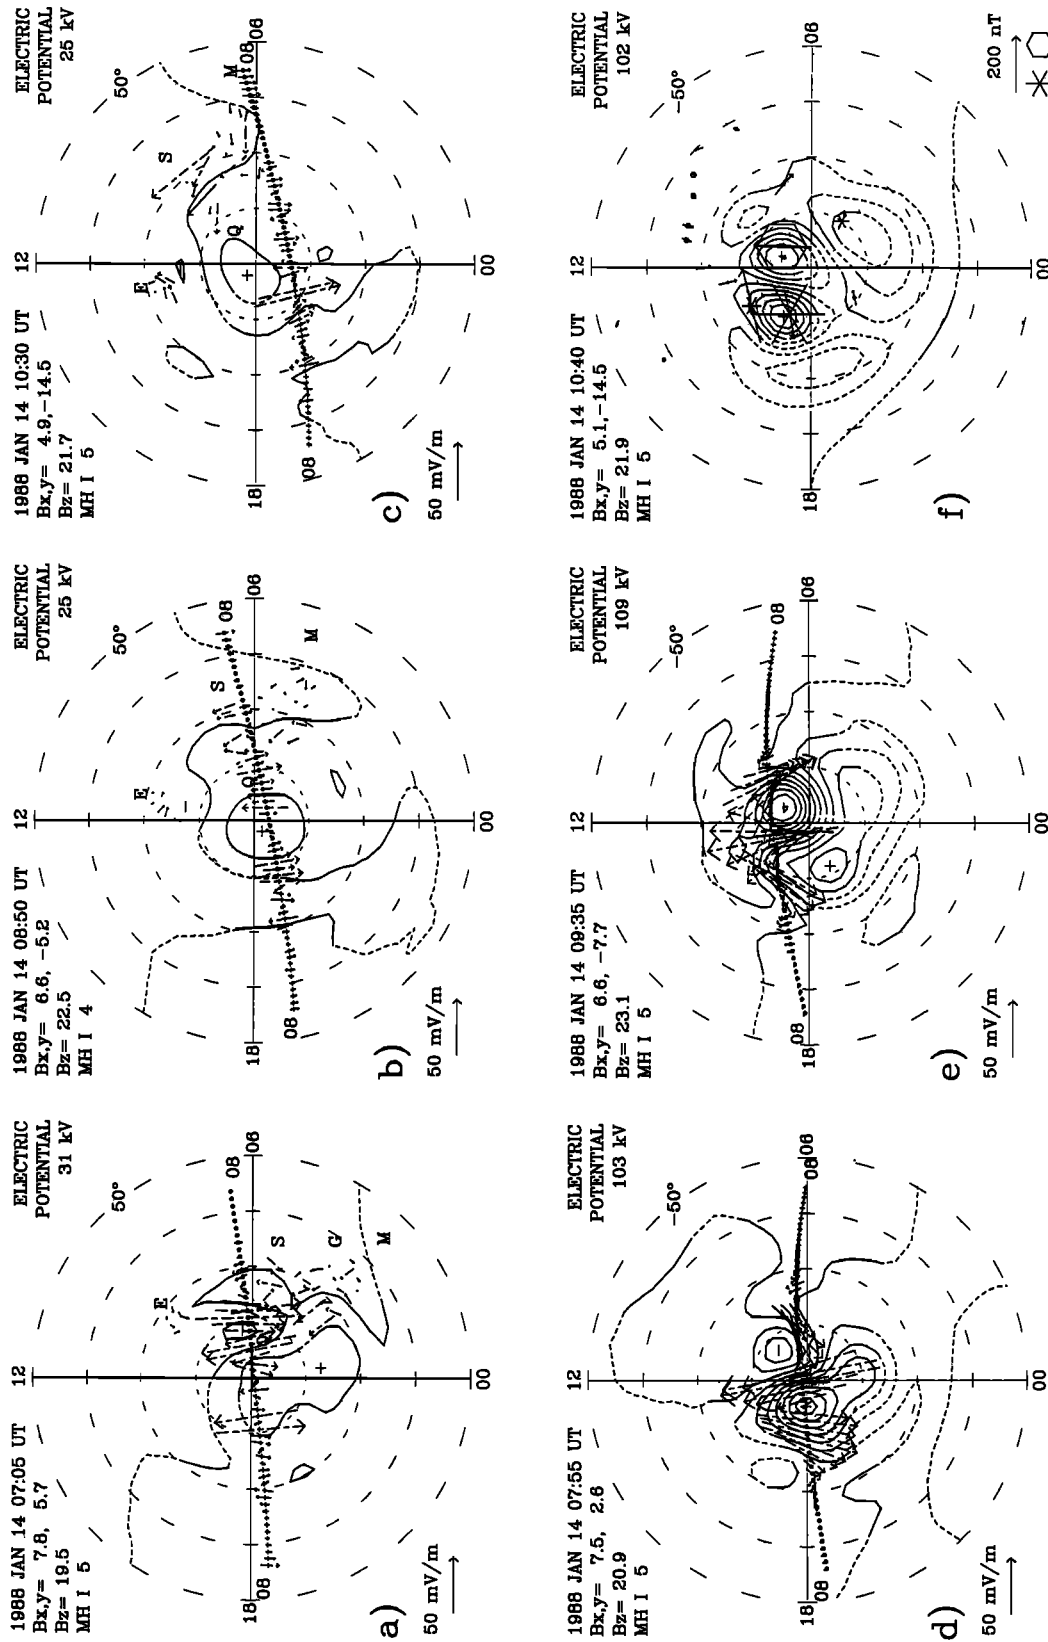 1988 JAN 14 07:05 UT
Bx,y= 7.8, 5.7
Bz= 19.5
MH I 5
ELECTRIC
POTENTIAL
31 kV
12
50°
E
08
18
06
08
S
G
M
+
00
a)
50 mV/m
1988 JAN 14 08:50 UT
Bx,y= 6.6, -5.2
Bz= 22.5
MH I 4
ELECTRIC
POTENTIAL
25 kV
12
50°
E
S
08
Q
18
06
+
M
08
00
b)
50 mV/m
1988 JAN 14 10:30 UT
Bx,y= 4.9,-14.5
Bz= 21.7
MH I 5
ELECTRIC
POTENTIAL
25 kV
12
50°
E
S
M
08
Q
18
06
+
08
00
c)
50 mV/m
1988 JAN 14 07:55 UT
Bx,y= 7.5, 2.6
Bz= 20.9
MH I 5
ELECTRIC
POTENTIAL
103 kV
12
-50°
-
+
18
06
08
08
00
d)
50 mV/m
1988 JAN 14 09:35 UT
Bx,y= 6.6, -7.7
Bz= 23.1
MH I 5
ELECTRIC
POTENTIAL
109 kV
12
-50°
08
18
06
08
+
00
e)
50 mV/m
1988 JAN 14 10:40 UT
Bx,y= 5.1,-14.5
Bz= 21.9
MH I 5
ELECTRIC
POTENTIAL
102 kV
12
-50°
18
06
00
f)
200 nT